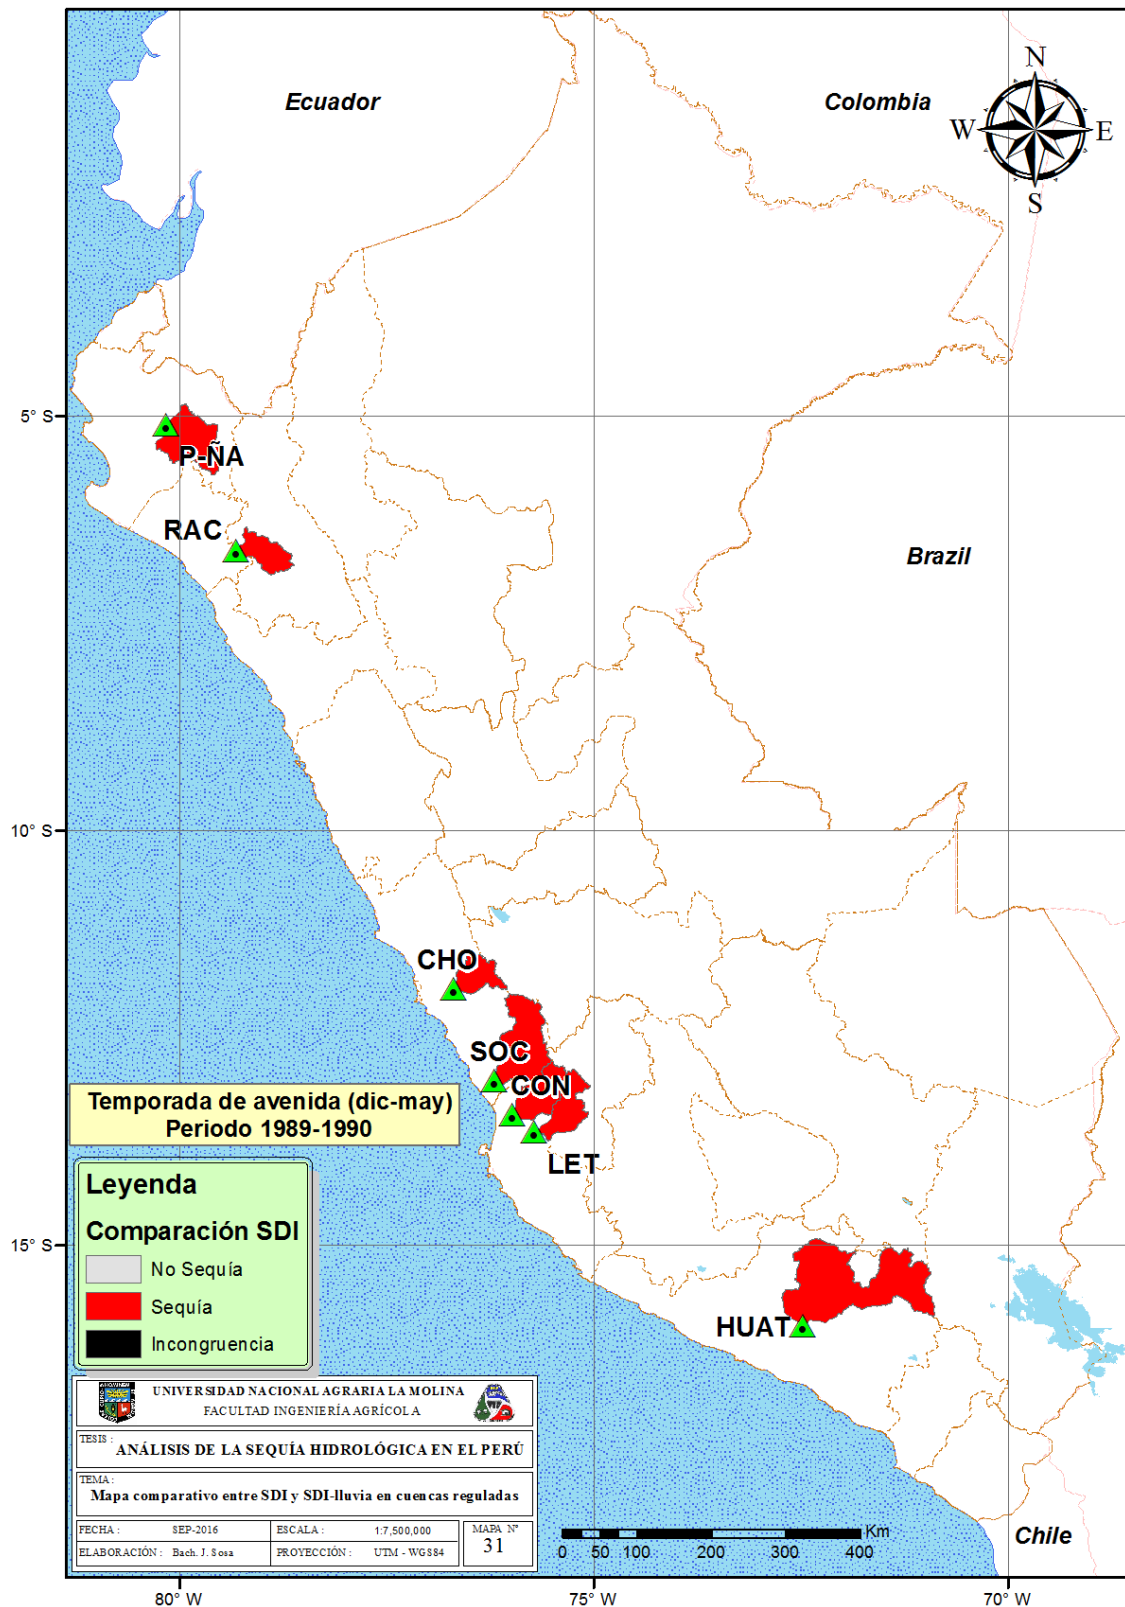 Ecuador
Colombia
N
W
E
S
5° S
P-ÑA
RAC
Brazil
10° S
CHO
SOC
CON
LET
Temporada de avenida (dic-may)
Periodo 1989-1990
Leyenda
Comparación SDI
No Sequía
Sequía
Incongruencia
15° S
HUAT
UNIVERSIDAD NACIONAL AGRARIA LA MOLINA
FACULTAD INGENIERÍA AGRÍCOLA
TESIS : ANÁLISIS DE LA SEQUÍA HIDROLÓGICA EN EL PERÚ
TEMA :
Mapa comparativo entre SDI y SDI-lluvia en cuencas reguladas
FECHA : SEP-2016 ESCALA : 1:7,500,000 MAPA N°
31
ELABORACIÓN : Bach. J. Sosa PROYECCIÓN : UTM - WGS84
Km
0 50 100 200 300 400
Chile
80° W 75° W 70° W